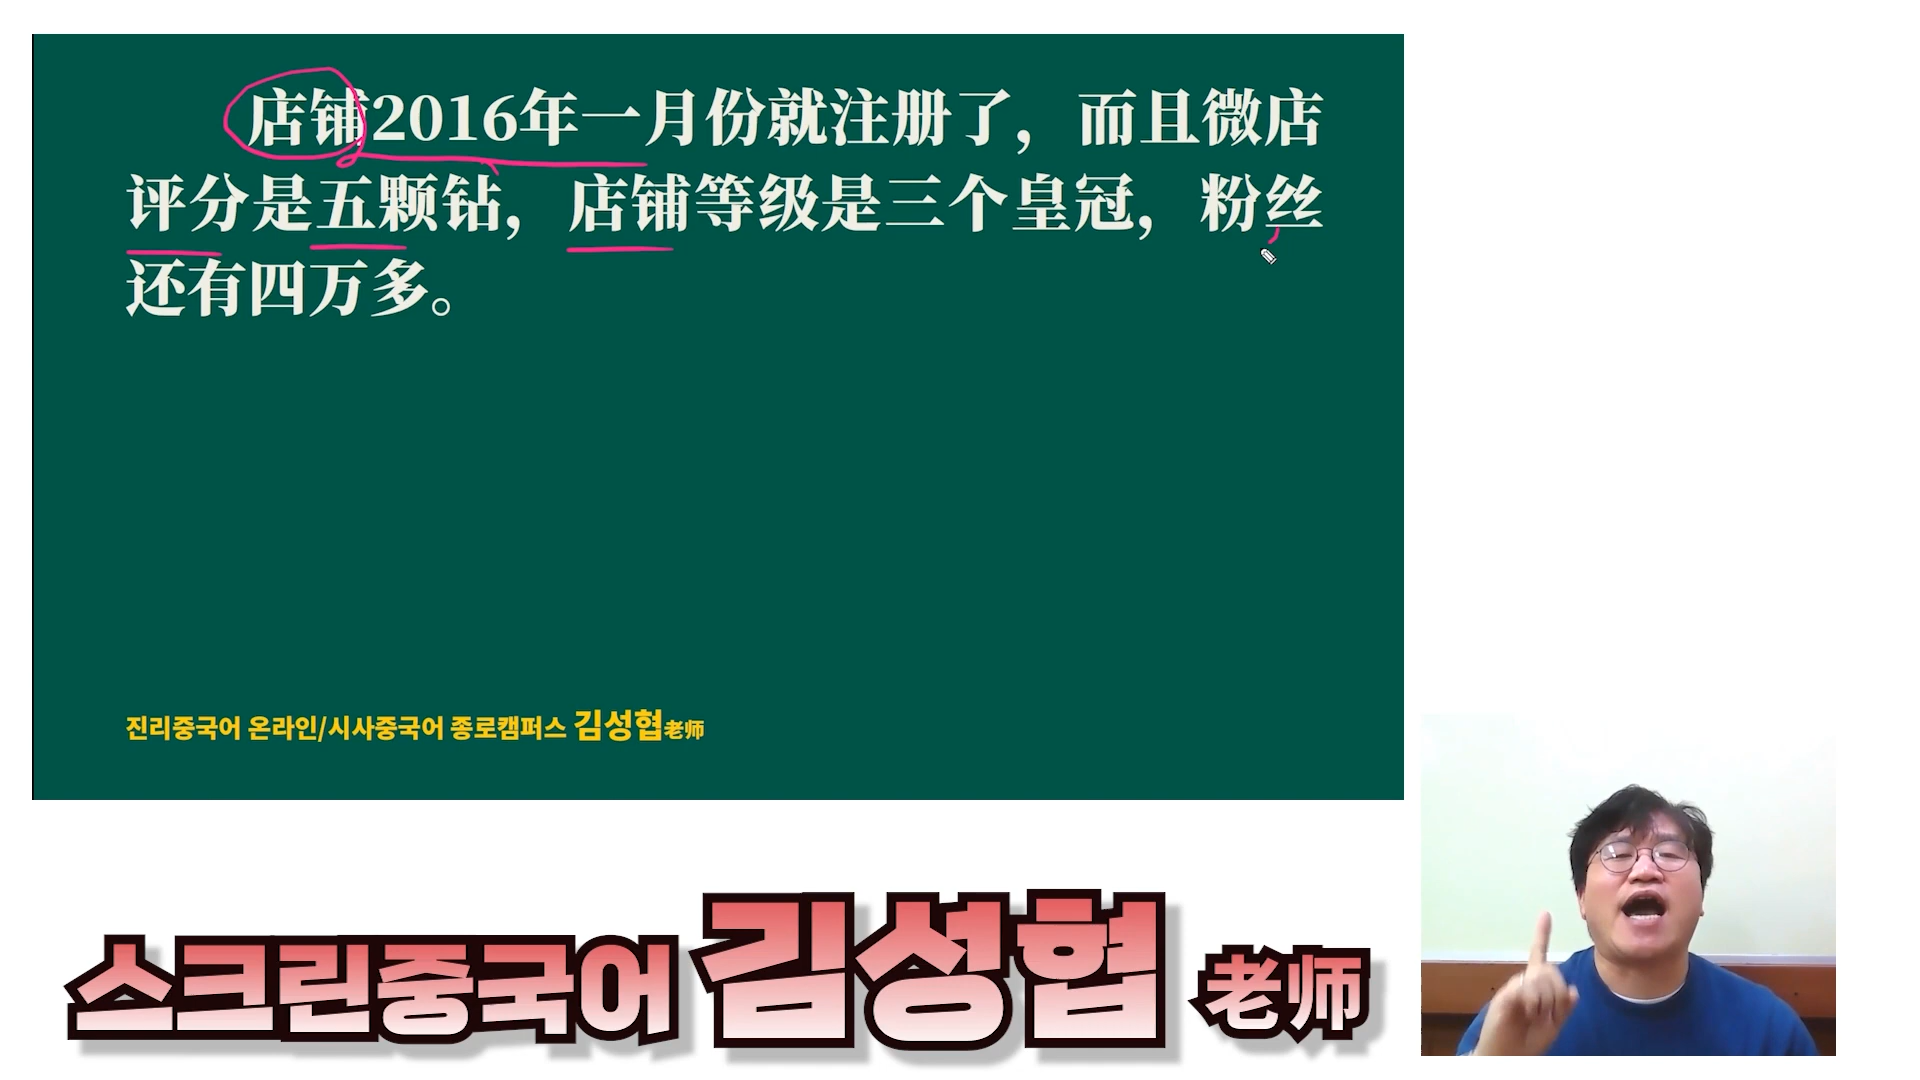 店铺2016年一月份就注册了，而且微店
评分是五颗钻，店铺等级是三个皇冠，粉丝
还有四万多。
진리중국어 온라인/시사중국어 종로캠퍼스 김성협老师
스크린중국어 김성협 老师